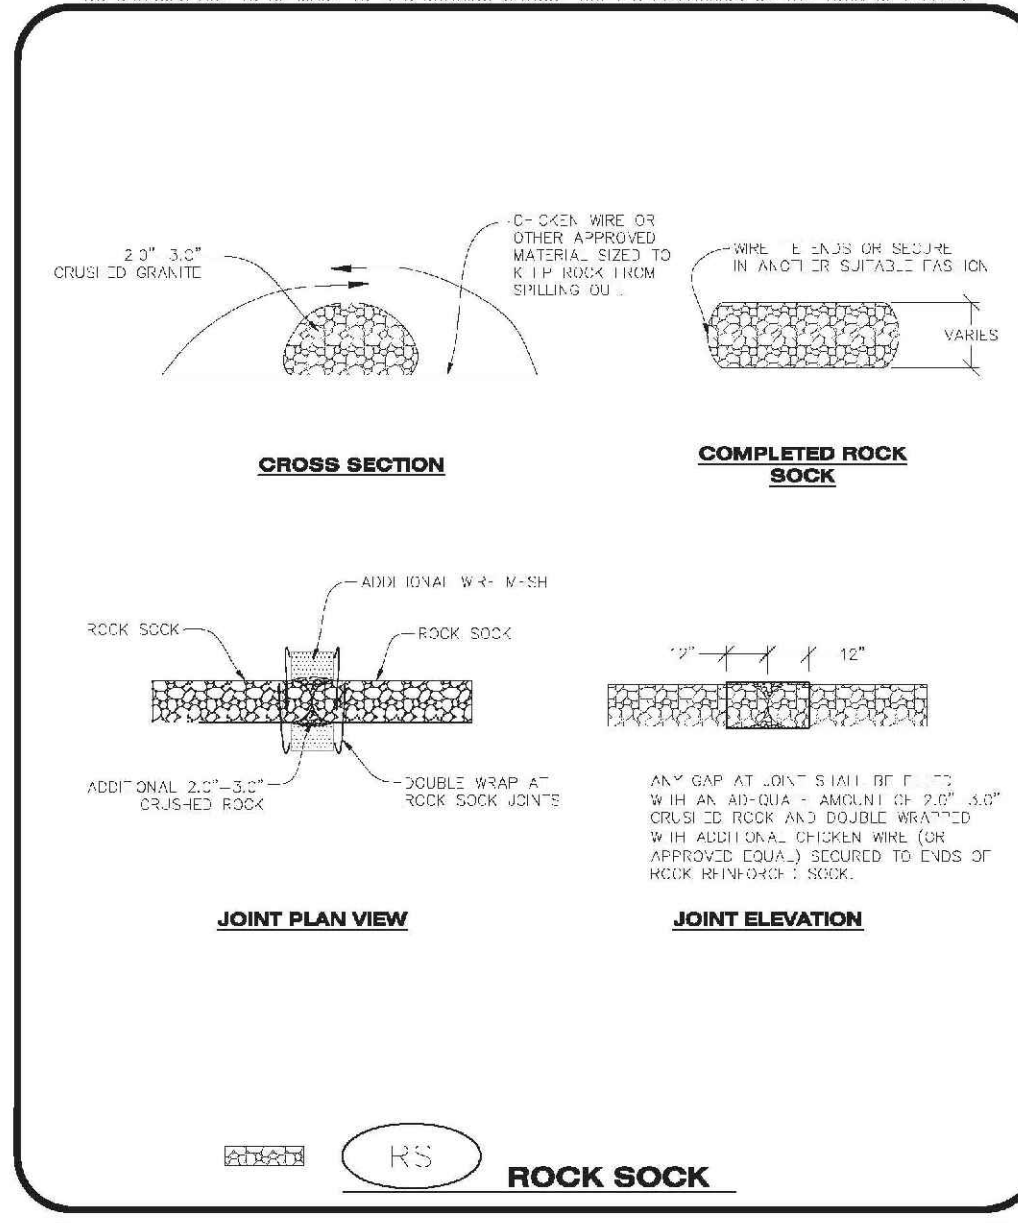 2.0" 3.0"
CRUSHED GRANITE
CHICKEN WIRE OR
OTHER APPROVED
MATERIAL SIZED TO
KEEP ROCK FROM
SPILLING OUT.
WIRE TIE ENDS OR SECURE
IN ANOTHER SUITABLE FASHION
VARIES
CROSS SECTION
COMPLETED ROCK
SOCK
ADDITIONAL WIRE MESH
ROCK SOCK
ROCK SOCK
ADDITIONAL 2.0"–3.0"
CRUSHED ROCK
DOUBLE WRAP AT
ROCK SOCK JOINTS
12"
12"
ANY GAP AT JOINT SHALL BE FILLED
WITH AN ADEQUATE AMOUNT OF 2.0" 3.0"
CRUSHED ROCK AND DOUBLE WRAPPED
WITH ADDITIONAL CHICKEN WIRE (OR
APPROVED EQUAL) SECURED TO ENDS OF
ROCK REINFORCED SOCK.
JOINT PLAN VIEW
JOINT ELEVATION
RS
ROCK SOCK